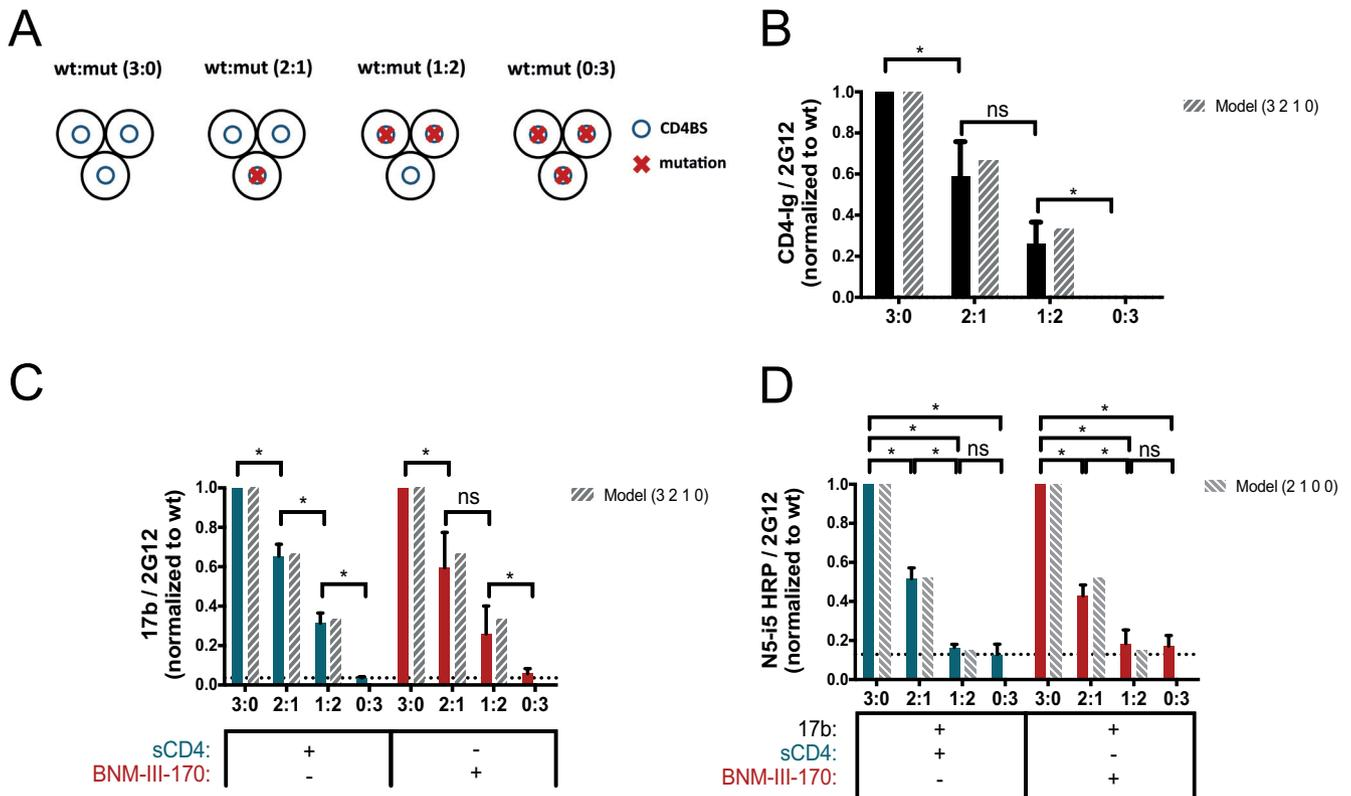 A
wt:mut (3:0) wt:mut (2:1) wt:mut (1:2) wt:mut (0:3)
CD4BS
mutation
B
*
ns
*
CD4-Ig / 2G12
(normalized to wt)
1.0
0.8
0.6
0.4
0.2
0.0
3:0 2:1 1:2 0:3
Model (3 2 1 0)
C
* *
* ns
* *
17b / 2G12
(normalized to wt)
1.0
0.8
0.6
0.4
0.2
0.0
3:0 2:1 1:2 0:3 3:0 2:1 1:2 0:3
Model (3 2 1 0)
sCD4: + -
BNM-III-170: - +
D
* *
* *
* * ns * * ns
N5-i5 HRP / 2G12
(normalized to wt)
1.0
0.8
0.6
0.4
0.2
0.0
3:0 2:1 1:2 0:3 3:0 2:1 1:2 0:3
Model (2 1 0 0)
17b: + +
sCD4: + -
BNM-III-170: - +